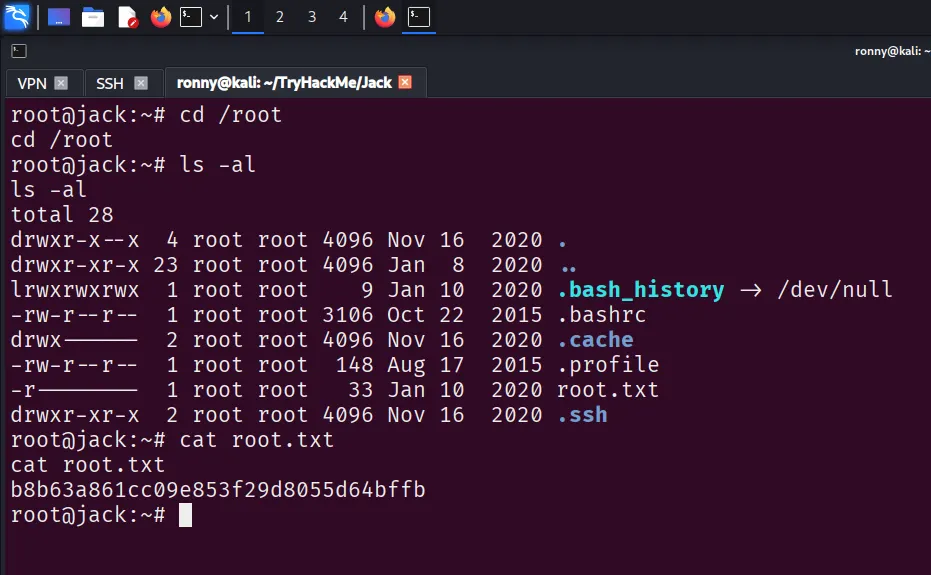 1 2 3 4
ronny@kali: ~
VPN SSH ronny@kali: ~/TryHackMe/Jack
root@jack:~# cd /root
cd /root
root@jack:~# ls -al
ls -al
total 28
drwxr-x--x 4 root root 4096 Nov 16 2020 .
drwxr-xr-x 23 root root 4096 Jan 8 2020 ..
lrwxrwxrwx 1 root root 9 Jan 10 2020 .bash_history -> /dev/null
-rw-r--r-- 1 root root 3106 Oct 22 2015 .bashrc
drwx------ 2 root root 4096 Nov 16 2020 .cache
-rw-r--r-- 1 root root 148 Aug 17 2015 .profile
-r-------- 1 root root 33 Jan 10 2020 root.txt
drwxr-xr-x 2 root root 4096 Nov 16 2020 .ssh
root@jack:~# cat root.txt
cat root.txt
b8b63a861cc09e853f29d8055d64bffb
root@jack:~#